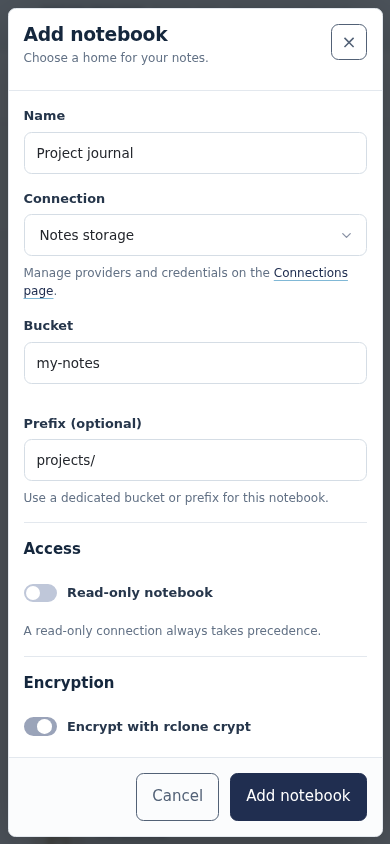 Add notebook
Choose a home for your notes.
Name
Project journal
Connection
Notes storage
Manage providers and credentials on the Connections
page.
Bucket
my-notes
Prefix (optional)
projects/
Use a dedicated bucket or prefix for this notebook.
Access
Read-only notebook
A read-only connection always takes precedence.
Encryption
Encrypt with rclone crypt
Cancel
Add notebook